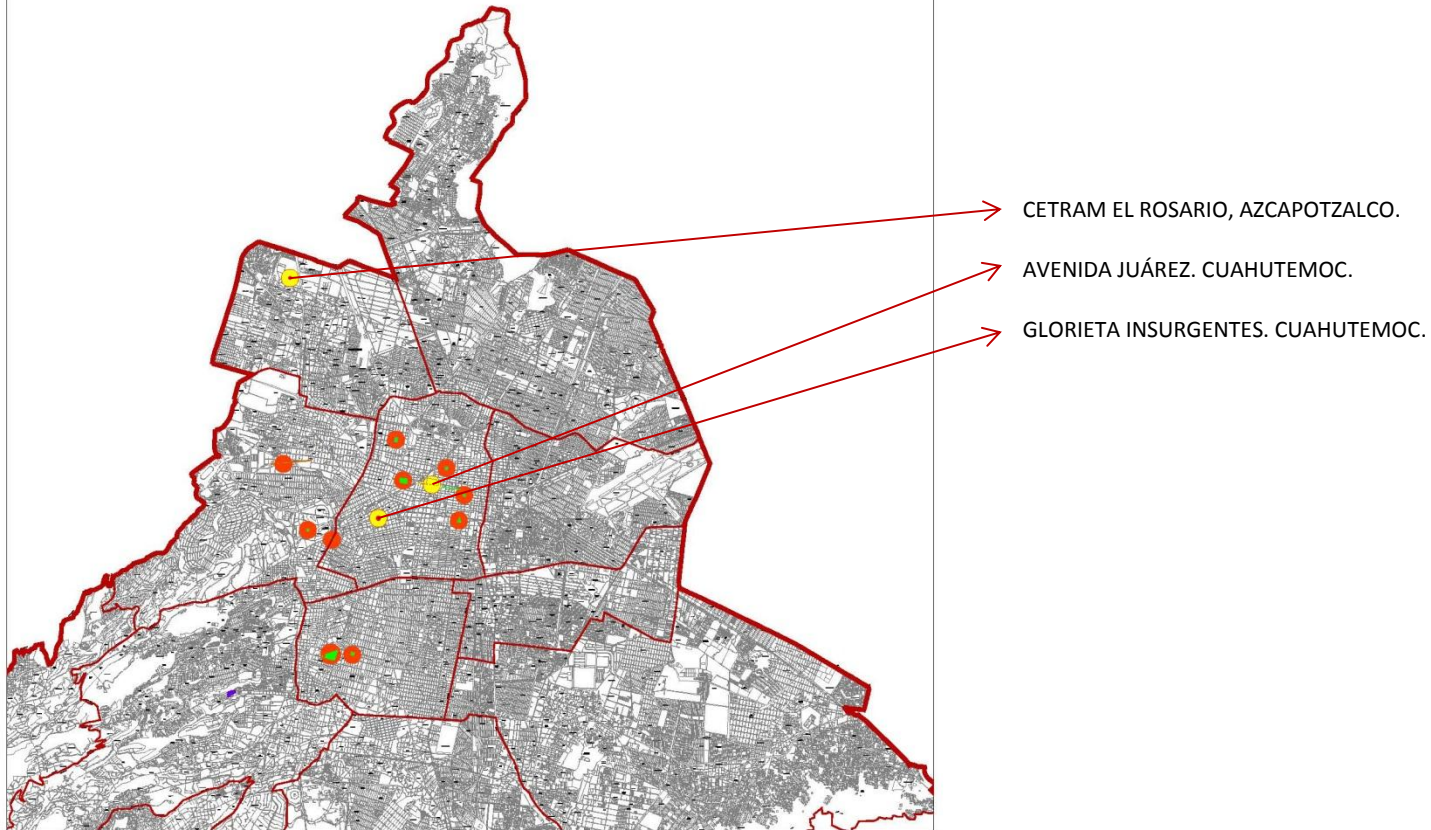 CETRAM EL ROSARIO, AZCAPOTZALCO.
AVENIDA JUÁREZ. CUAHUTEMOC.
GLORIETA INSURGENTES. CUAHUTEMOC.